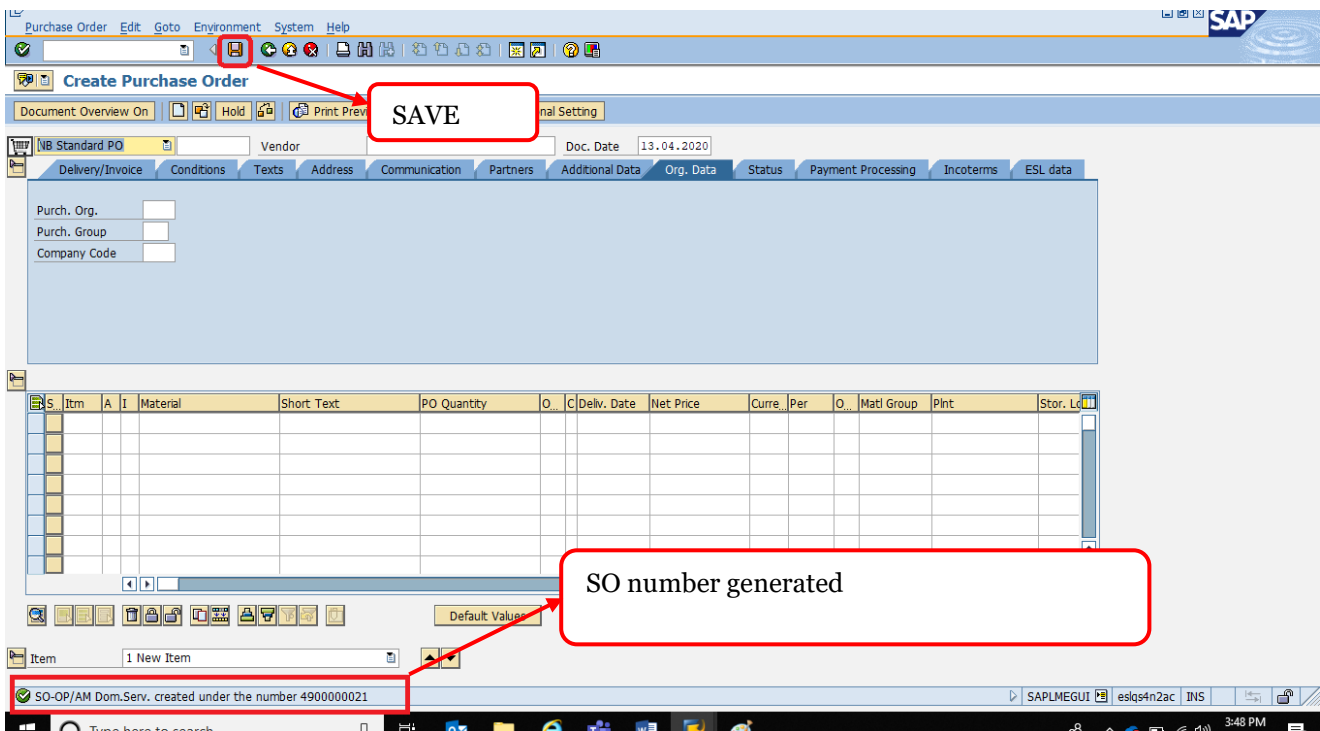 Purchase Order Edit Goto Environment System Help
SAP
Create Purchase Order
Document Overview On Hold Print Previ nal Setting
SAVE
NB Standard PO Vendor Doc. Date 13.04.2020
Delivery/Invoice Conditions Texts Address Communication Partners Additional Data Org. Data Status Payment Processing Incoterms ESL data
Purch. Org.
Purch. Group
Company Code
S... Itm A I Material Short Text PO Quantity O... C Deliv. Date Net Price Curre... Per O... Matl Group Plnt Stor. Lo
SO number generated
Default Values
Item 1 New Item
SO-OP/AM Dom.Serv. created under the number 4900000021 SAPLMEGUI eslqs4n2ac INS
Type here to search 3:48 PM